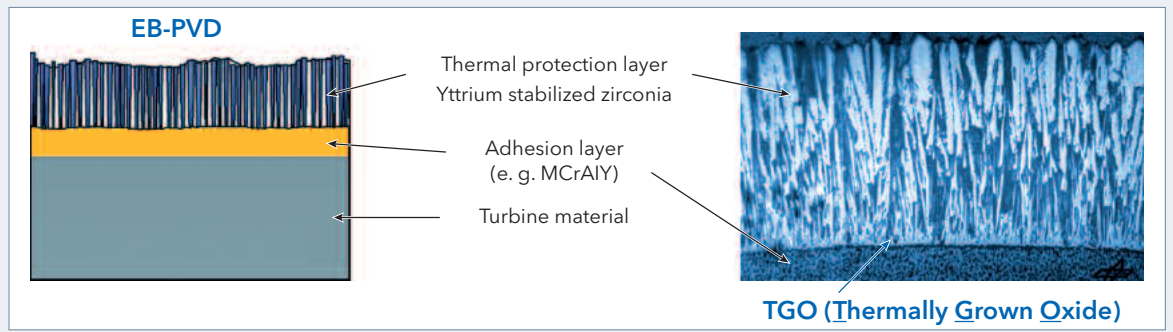 EB-PVD
Thermal protection layer
Yttrium stabilized zirconia
Adhesion layer
(e. g. MCrAlY)
Turbine material
TGO (Thermally Grown Oxide)